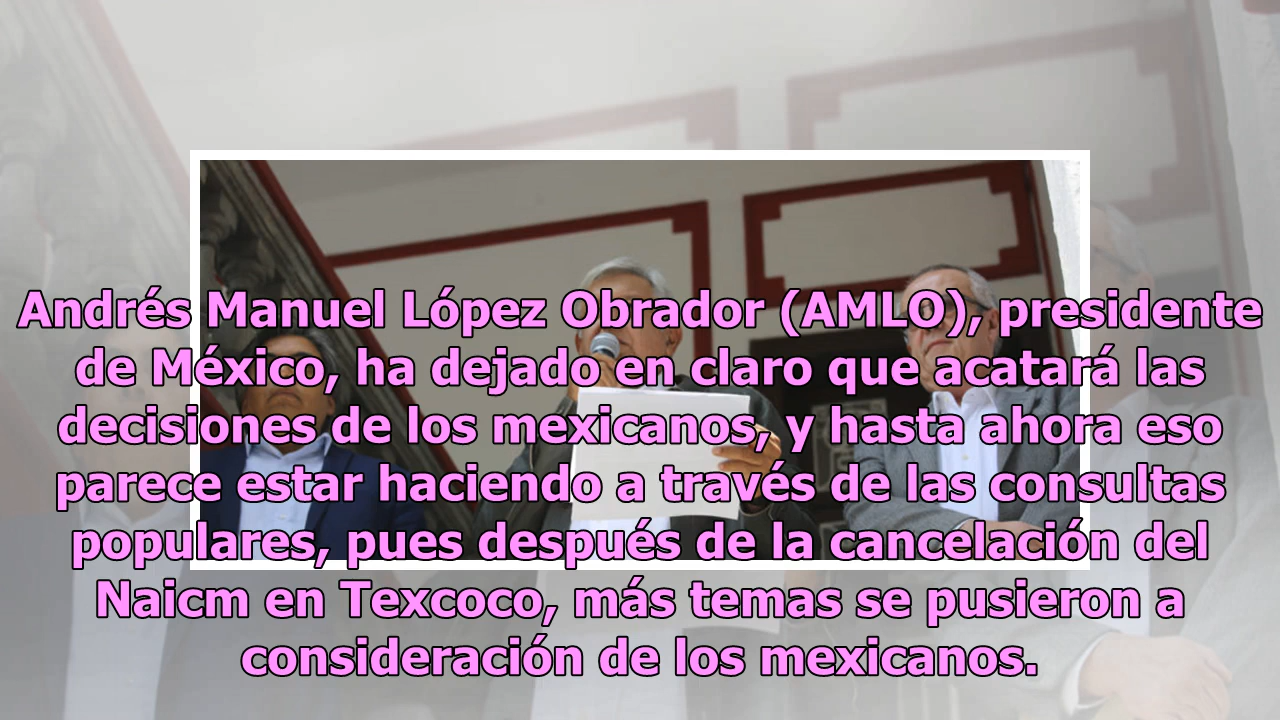 Andrés Manuel López Obrador (AMLO), presidente
de México, ha dejado en claro que acatará las
decisiones de los mexicanos, y hasta ahora eso
parece estar haciendo a través de las consultas
populares, pues después de la cancelación del
Naicm en Texcoco, más temas se pusieron a
consideración de los mexicanos.